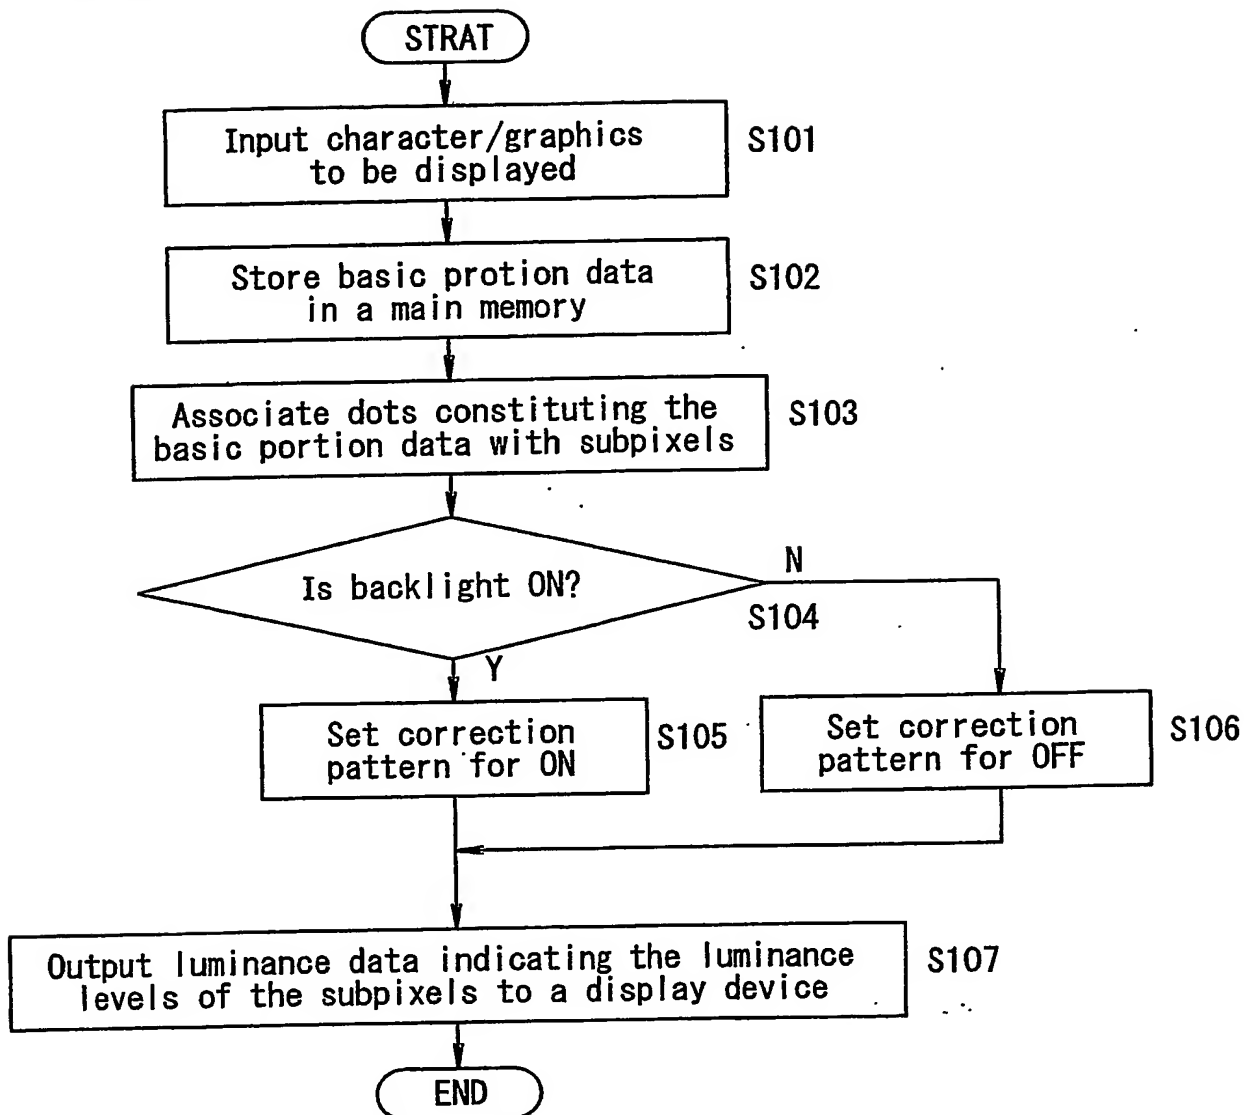 STRAT
Input character/graphics
to be displayed
S101
Store basic protion data
in a main memory
S102
Associate dots constituting the
basic portion data with subpixels
S103
Is backlight ON?
N
S104
Y
Set correction
pattern for ON
S105
Set correction
pattern for OFF
S106
Output luminance data indicating the luminance
levels of the subpixels to a display device
S107
END